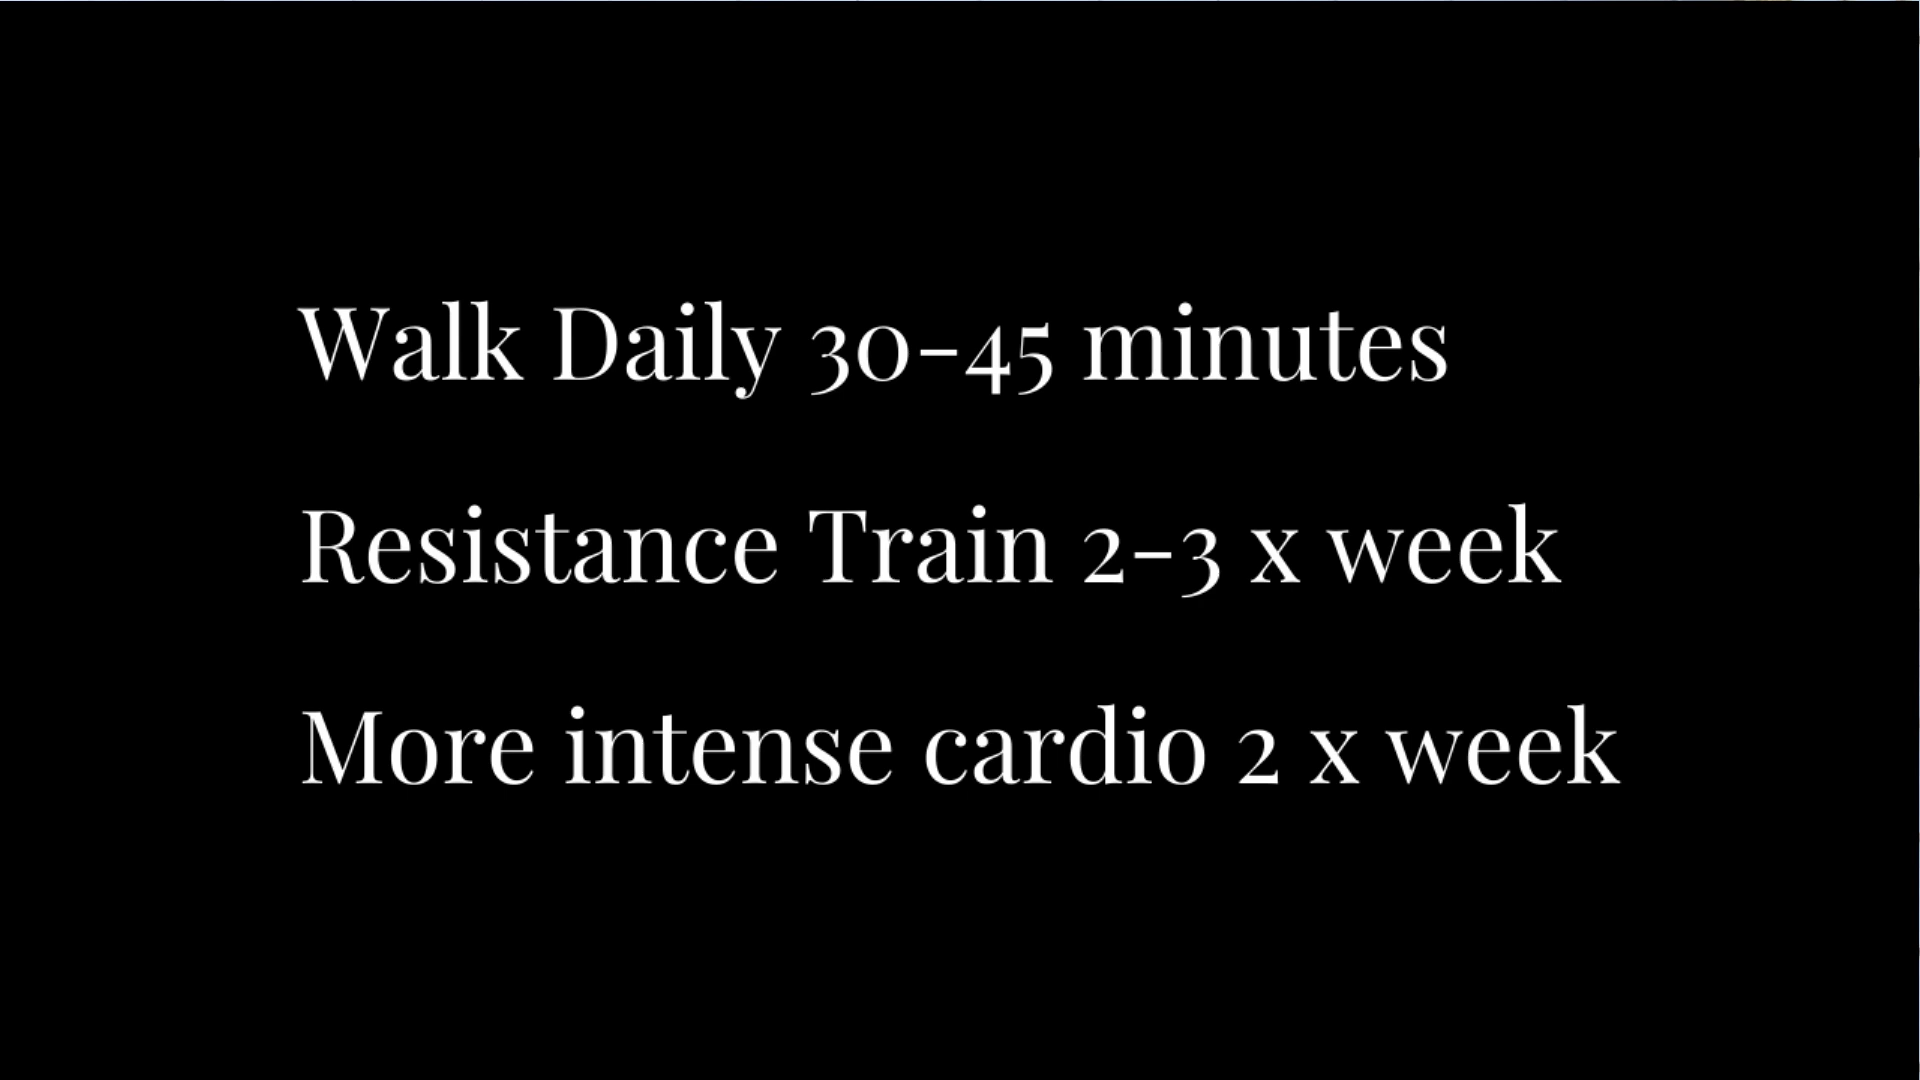 Walk Daily 30-45 minutes
Resistance Train 2-3 x week
More intense cardio 2 x week